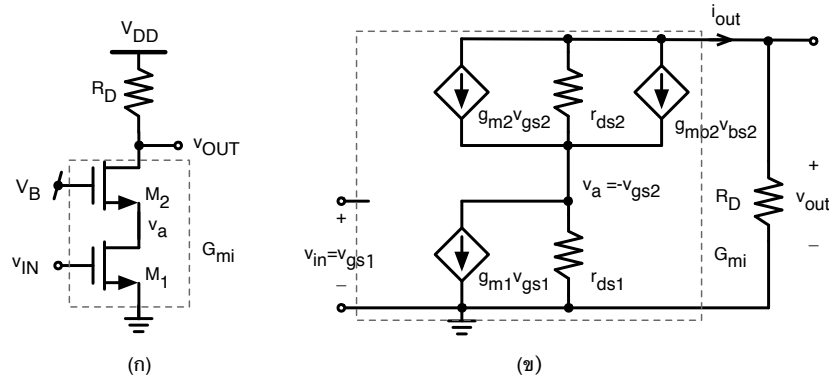 V_DD
R_D
v_OUT
V_B
M_2
v_a
G_mi
v_IN
M_1
(ก)
i_out
g_m2v_gs2
r_ds2
g_mb2v_bs2
v_a =-v_gs2
+
v_in=v_gs1
–
g_m1v_gs1
r_ds1
G_mi
R_D
+
v_out
–
(ข)